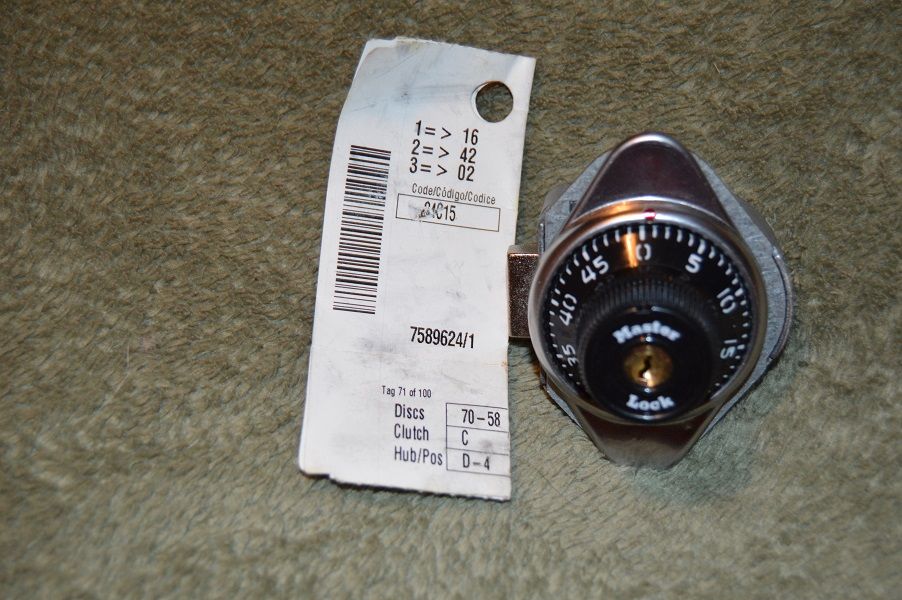 1= > 16
2= > 42
3= > 02
Code/Código/Codice
7589624/1
Tag 71 of 100
Discs 70-58
Clutch C
Hub/Pos D-4
35 40 45 0 5 10 15
Master
Lock